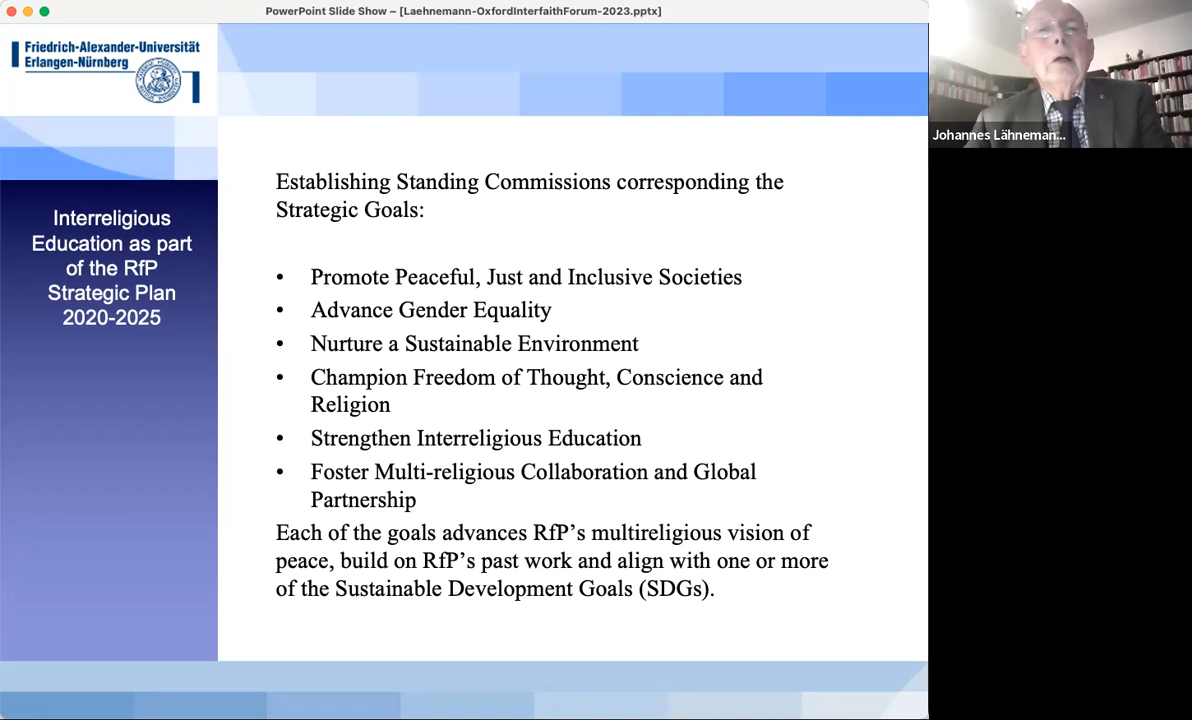 PowerPoint Slide Show – [Laehnemann-OxfordInterfaithForum-2023.pptx]
Friedrich-Alexander-Universität
Erlangen-Nürnberg
Johannes Lähneman...
Interreligious
Education as part
of the RfP
Strategic Plan
2020-2025
Establishing Standing Commissions corresponding the
Strategic Goals:
• Promote Peaceful, Just and Inclusive Societies
• Advance Gender Equality
• Nurture a Sustainable Environment
• Champion Freedom of Thought, Conscience and
Religion
• Strengthen Interreligious Education
• Foster Multi-religious Collaboration and Global
Partnership
Each of the goals advances RfP’s multireligious vision of
peace, build on RfP’s past work and align with one or more
of the Sustainable Development Goals (SDGs).